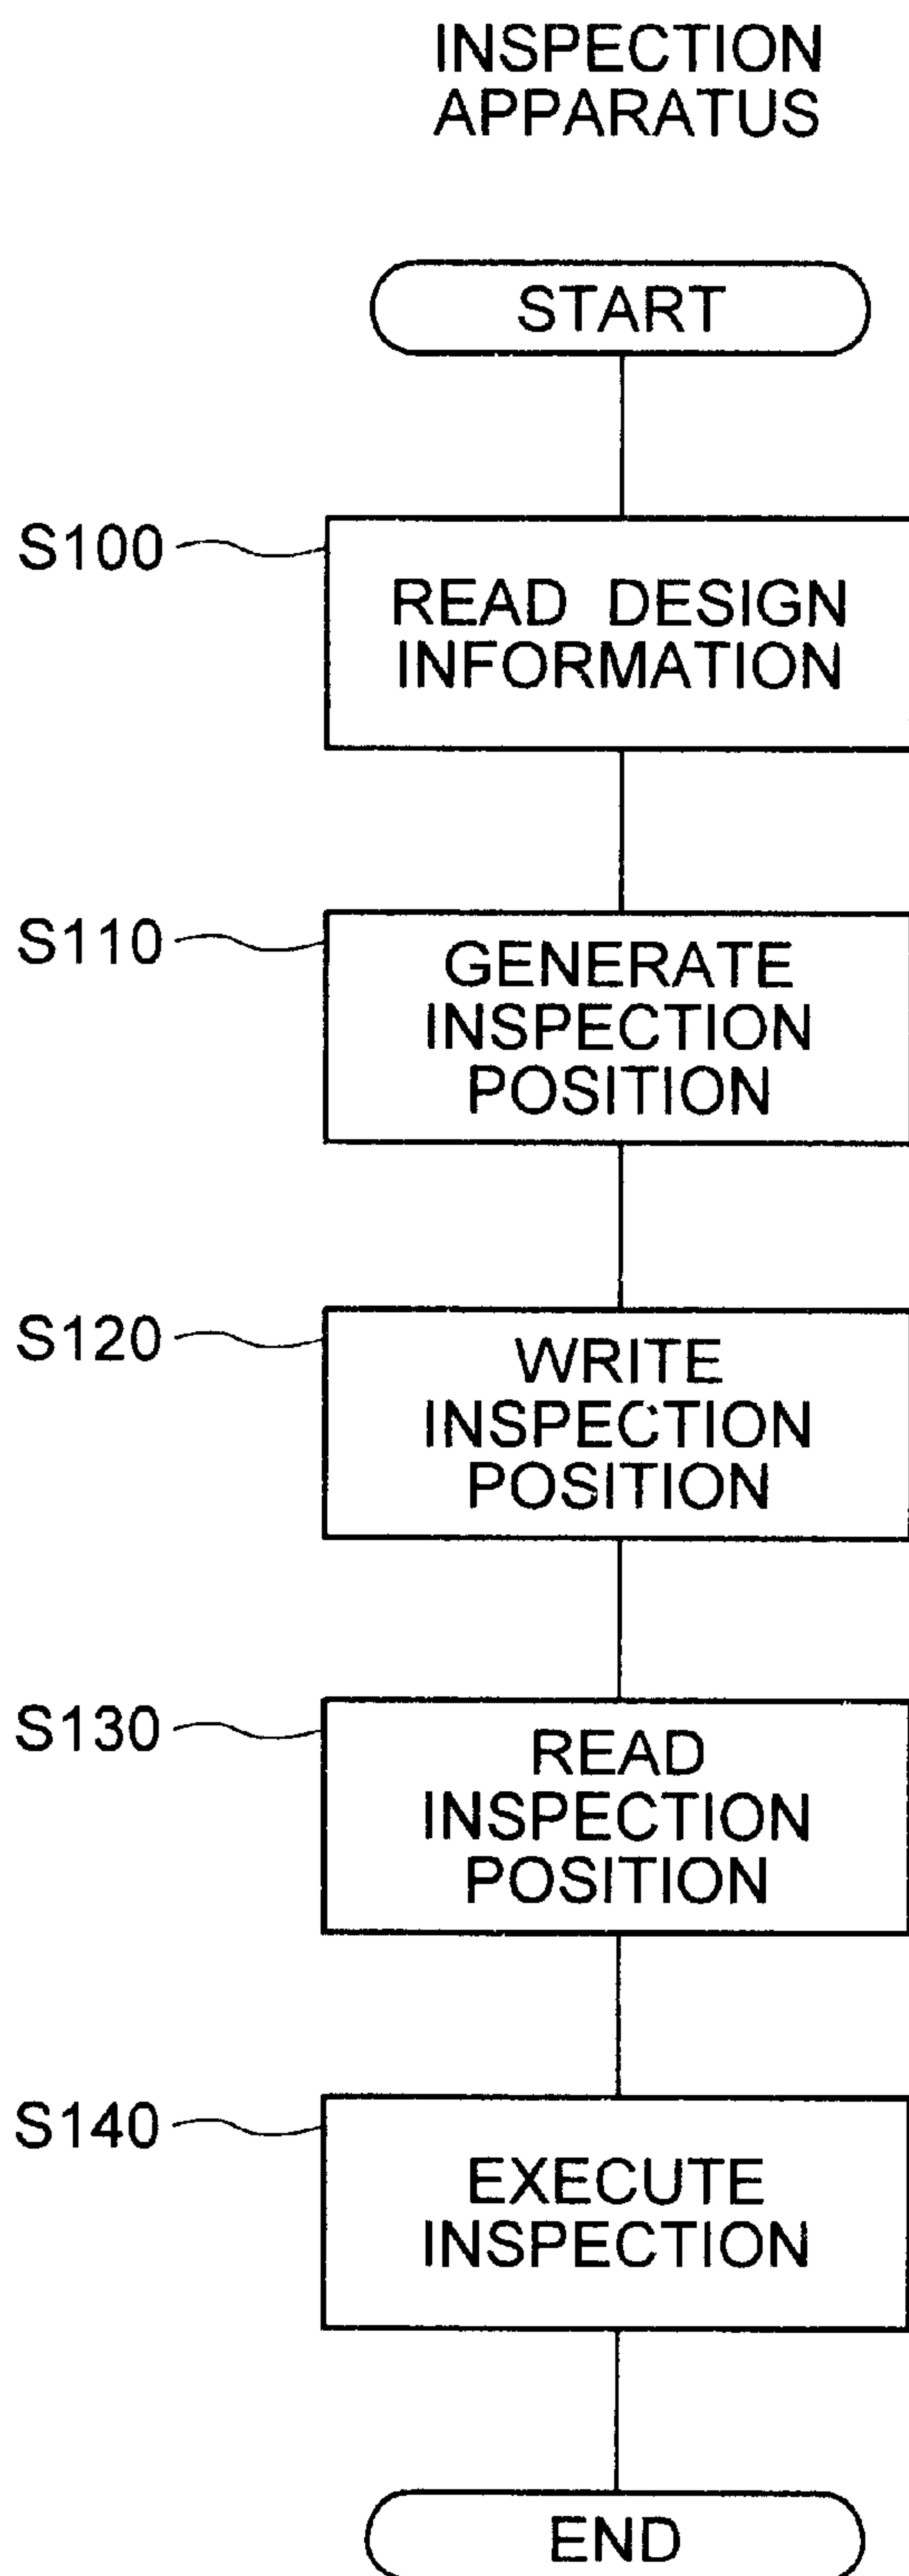 INSPECTION
APPARATUS
START
S100
READ DESIGN
INFORMATION
S110
GENERATE
INSPECTION
POSITION
S120
WRITE
INSPECTION
POSITION
S130
READ
INSPECTION
POSITION
S140
EXECUTE
INSPECTION
END